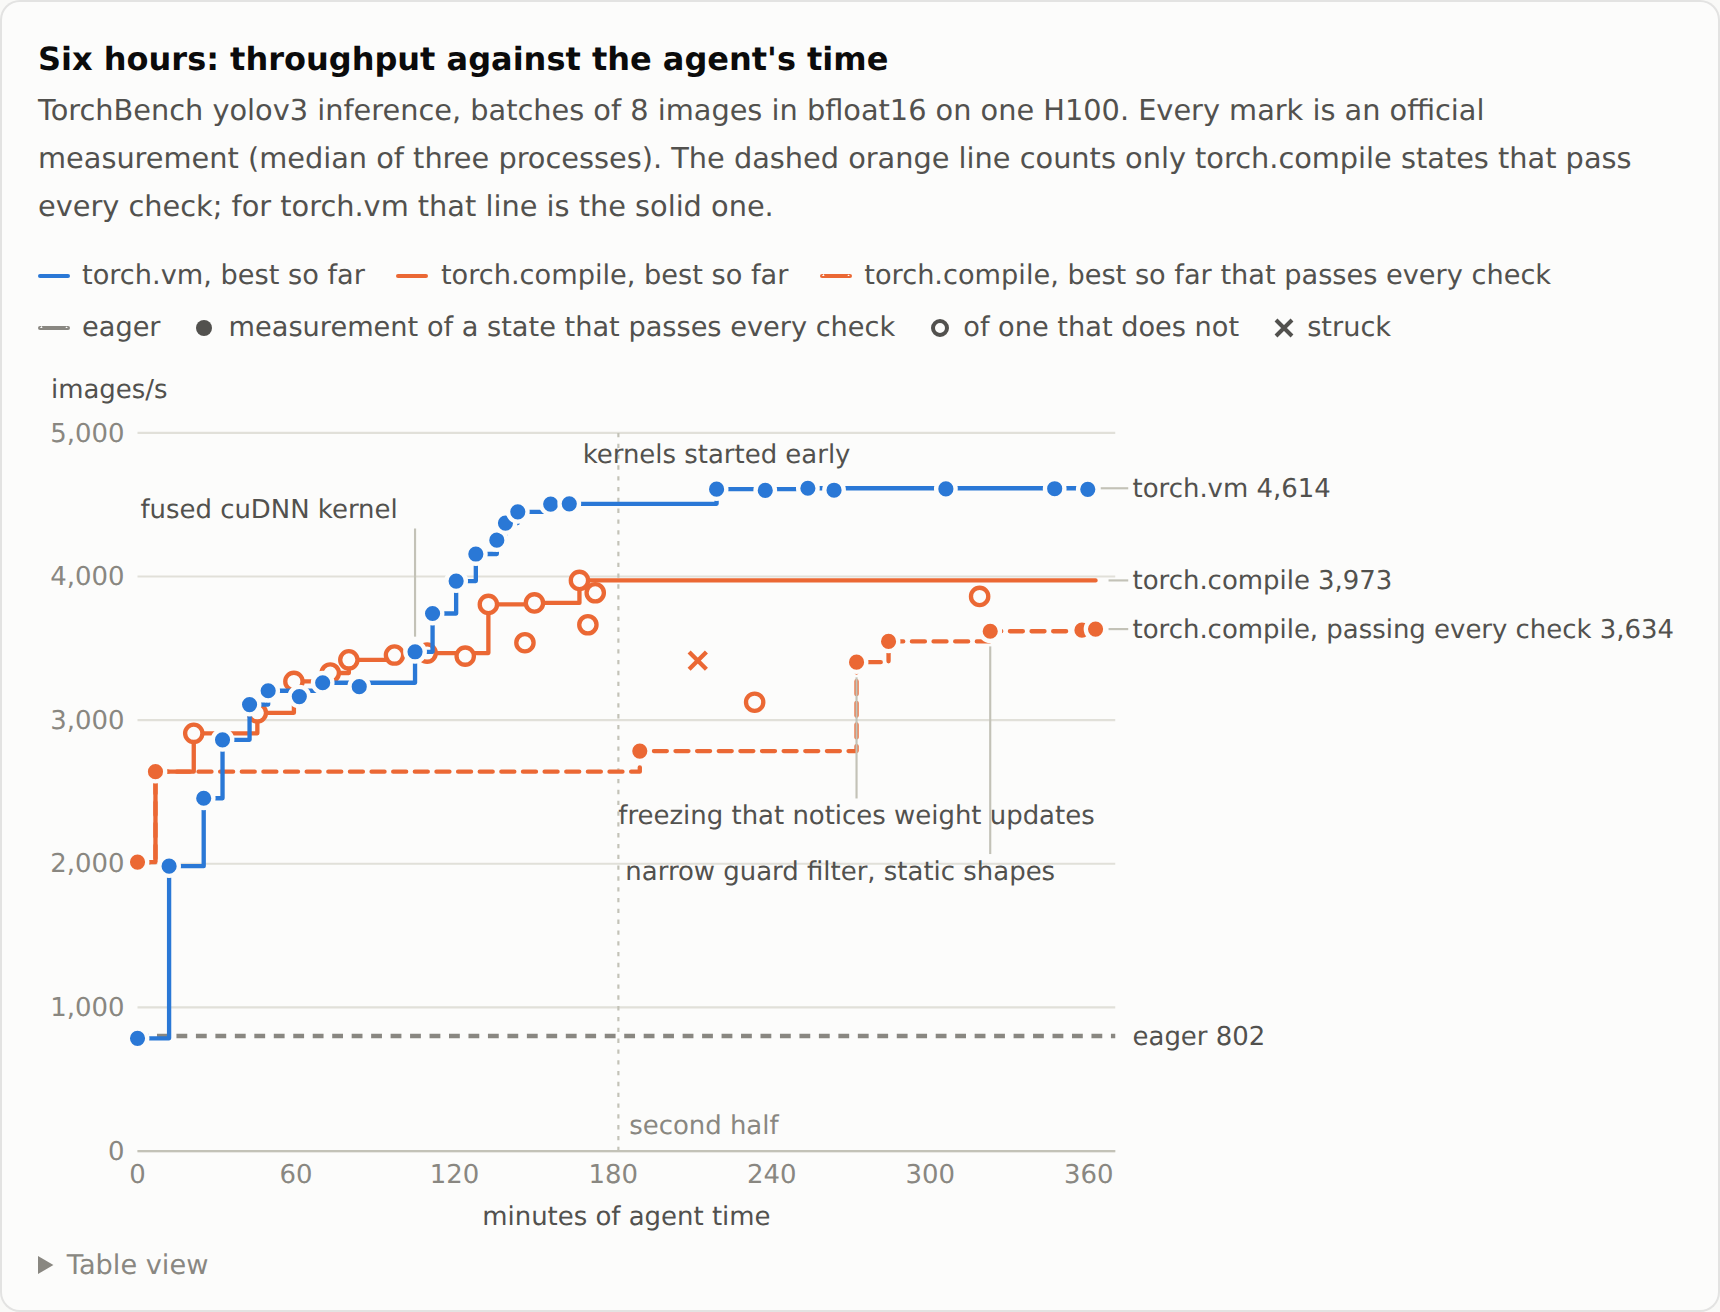 Six hours: throughput against the agent's time
TorchBench yolov3 inference, batches of 8 images in bfloat16 on one H100. Every mark is an official
measurement (median of three processes). The dashed orange line counts only torch.compile states that pass
every check; for torch.vm that line is the solid one.
torch.vm, best so far torch.compile, best so far torch.compile, best so far that passes every check
eager measurement of a state that passes every check of one that does not struck
images/s
5,000
kernels started early
torch.vm 4,614
fused cuDNN kernel
4,000
torch.compile 3,973
torch.compile, passing every check 3,634
3,000
freezing that notices weight updates
2,000
narrow guard filter, static shapes
1,000
eager 802
second half
0
0 60 120 180 240 300 360
minutes of agent time
Table view